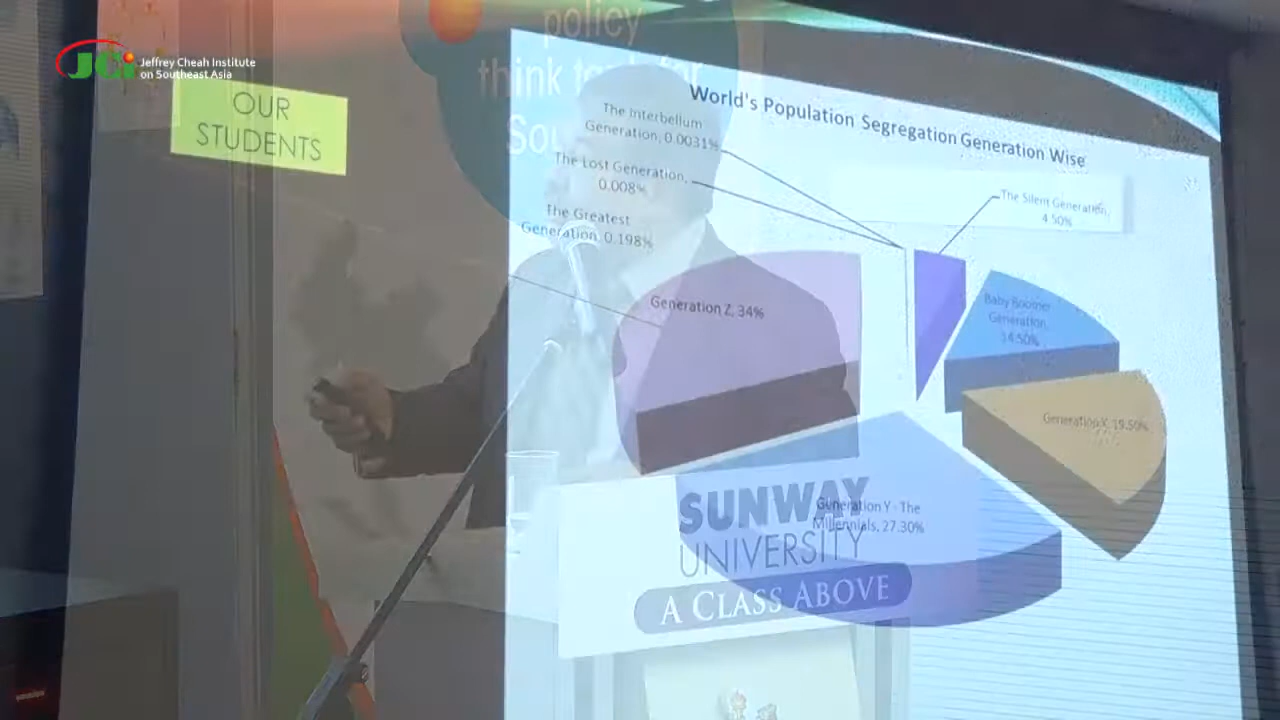 Jeffrey Cheah Institute
on Southeast Asia
OUR
STUDENTS
policy
think tank for
World's Population Segregation Generation Wise
The Interbellum
Generation, 0.0031%
The Lost Generation,
0.008%
The Greatest
Generation, 0.198%
The Silent Generation,
4.50%
Generation Z, 34%
Baby Boomer
Generation,
14.50%
Generation X, 19.50%
Generation Y - The
Millennials, 27.30%
SUNWAY
UNIVERSITY
A CLASS ABOVE